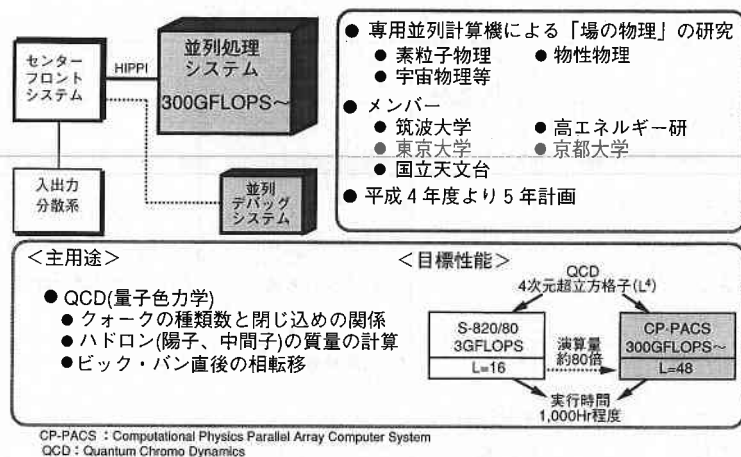 センター
フロント
システム
HIPPI
並列処理
システム
300GFLOPS～
入出力
分散系
並列
デバッグ
システム
● 専用並列計算機による「場の物理」の研究
● 素粒子物理 ● 物性物理
● 宇宙物理等
● メンバー
● 筑波大学 ● 高エネルギー研
● 東京大学 ● 京都大学
● 国立天文台
● 平成4年度より5年計画
＜主用途＞
● QCD(量子色力学)
● クォークの種類数と閉じ込めの関係
● ハドロン(陽子、中間子)の質量の計算
● ビック・バン直後の相転移
＜目標性能＞
QCD
4次元超立方格子(L⁴)
S-820/80
3GFLOPS
L=16
演算量
約80倍
CP-PACS
300GFLOPS～
L=48
実行時間
1,000Hr程度
CP-PACS : Computational Physics Parallel Array Computer System
QCD : Quantum Chromo Dynamics